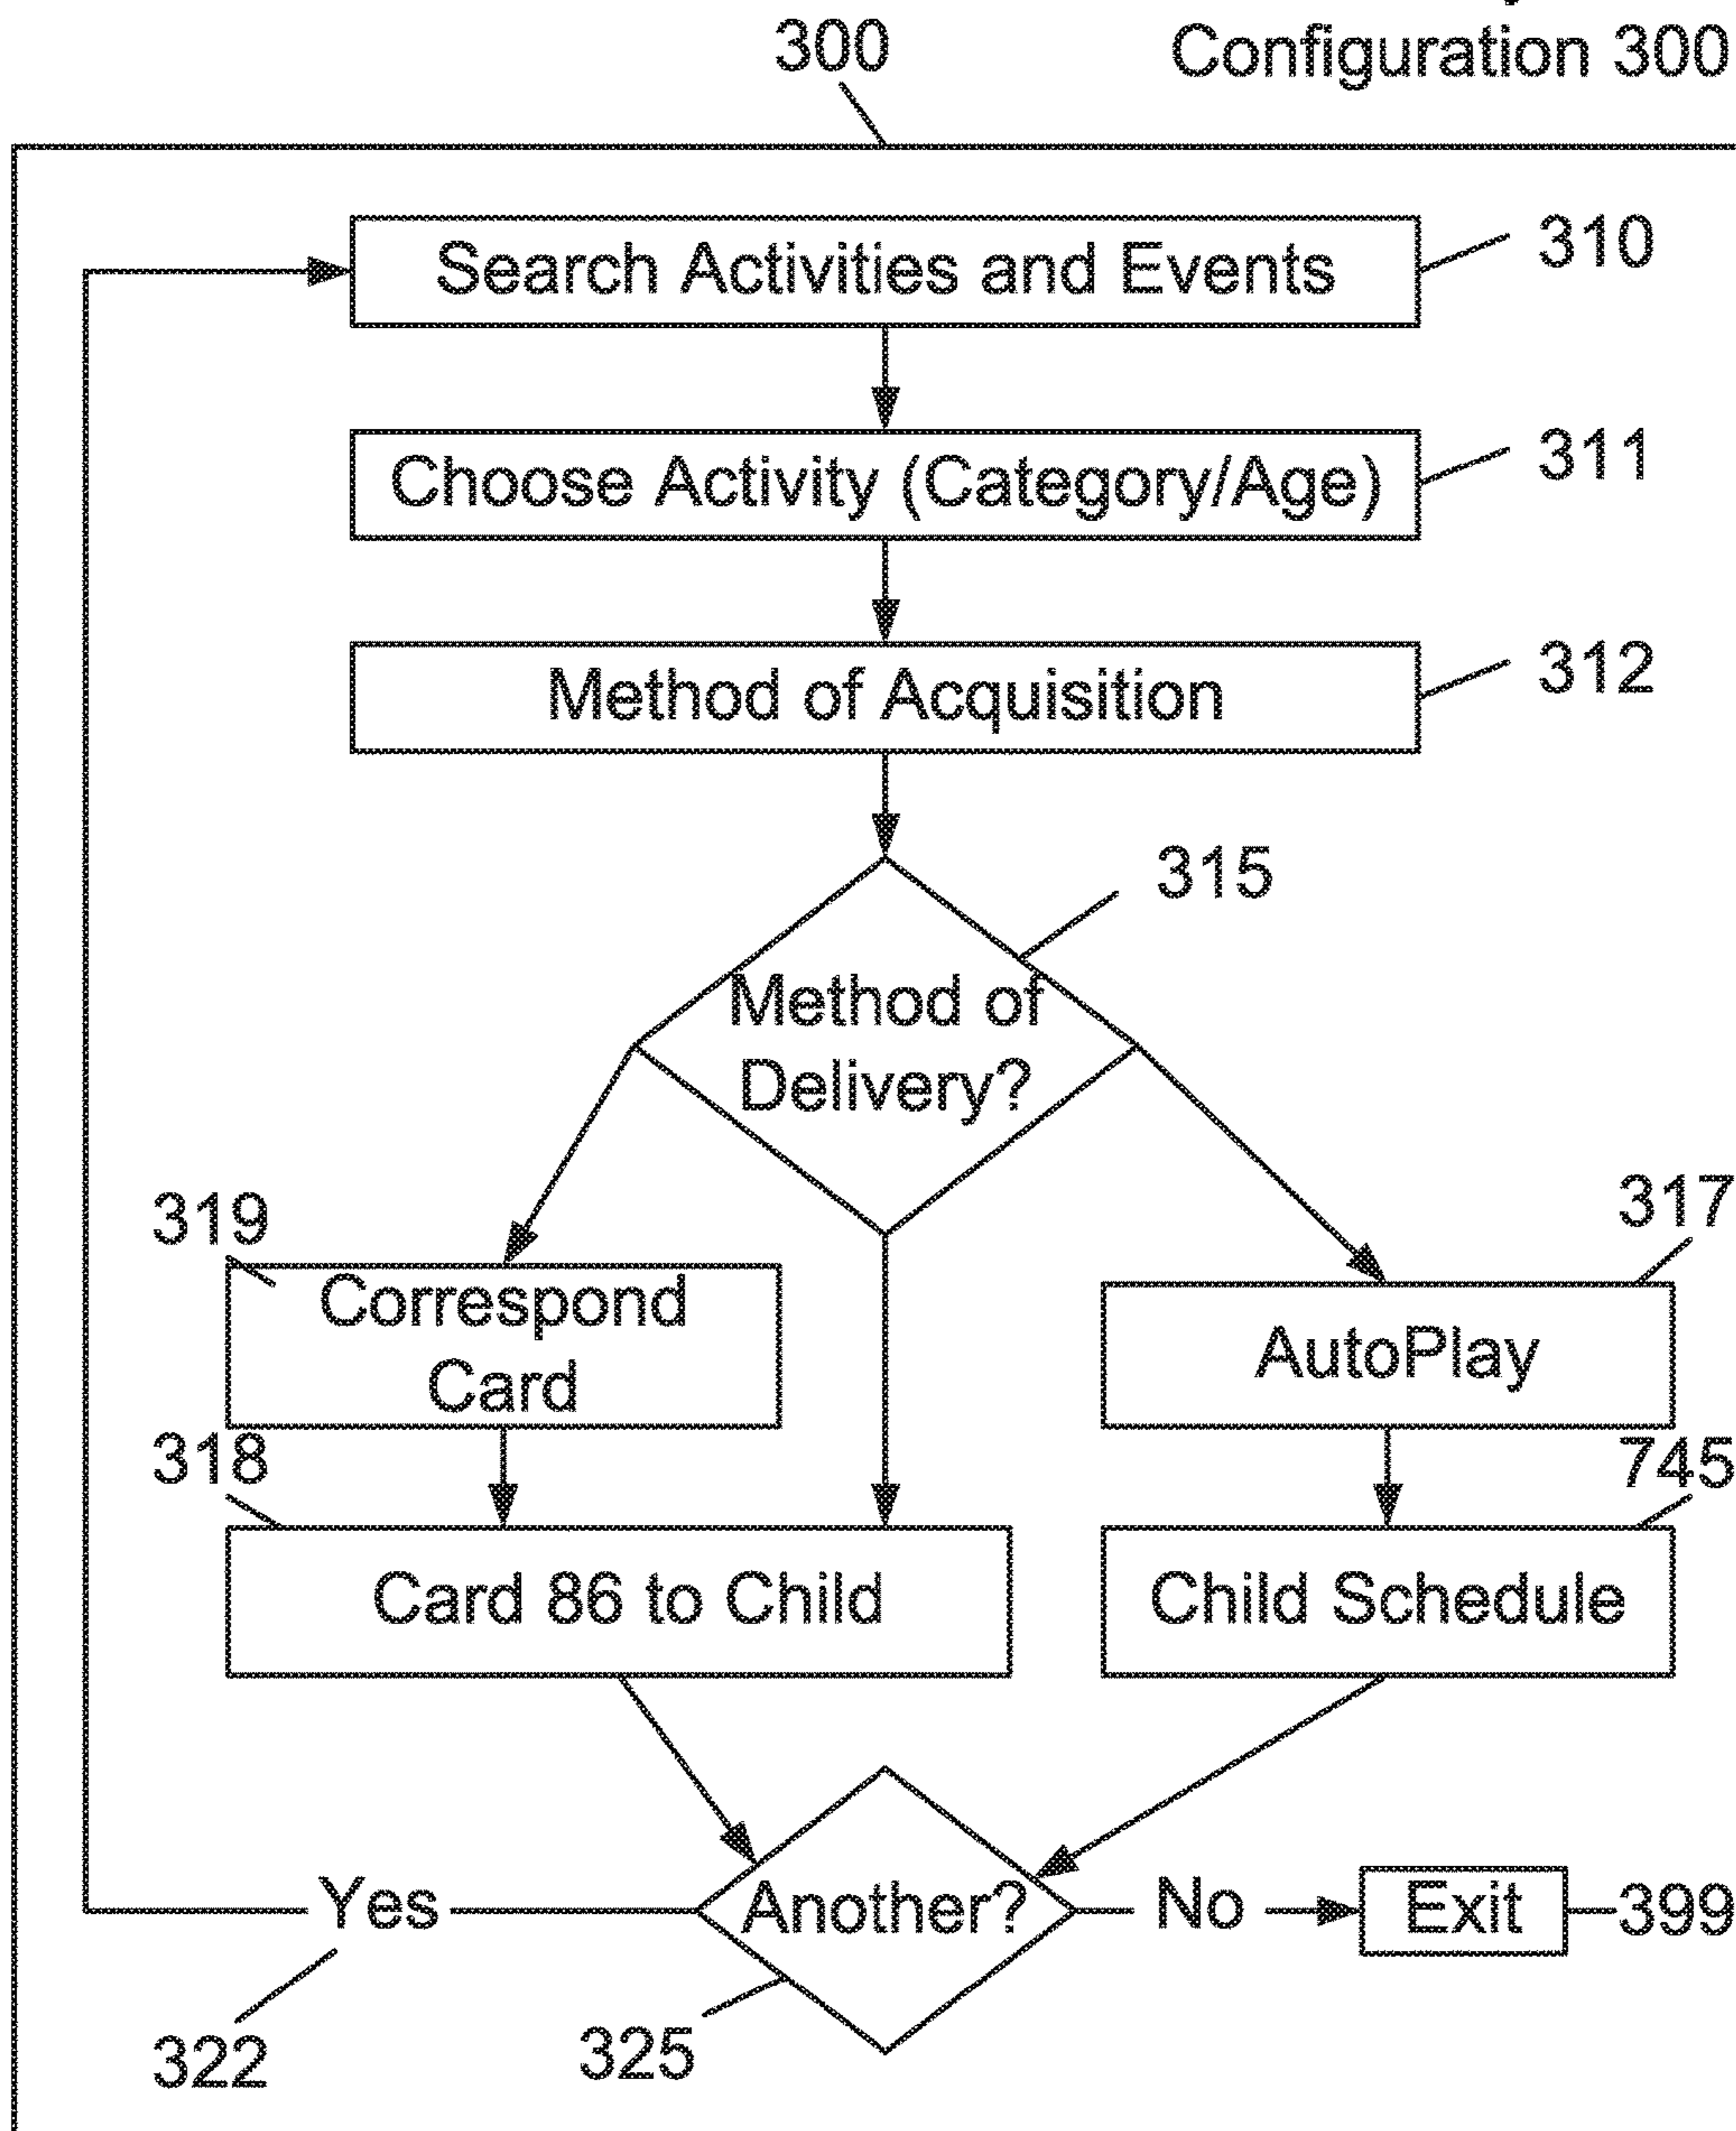 300
Configuration 300
Search Activities and Events
310
Choose Activity (Category/Age)
311
Method of Acquisition
312
315
Method of
Delivery?
319
317
Correspond
Card
AutoPlay
318
745
Card 86 to Child
Child Schedule
Yes
Another?
No
Exit
399
322
325